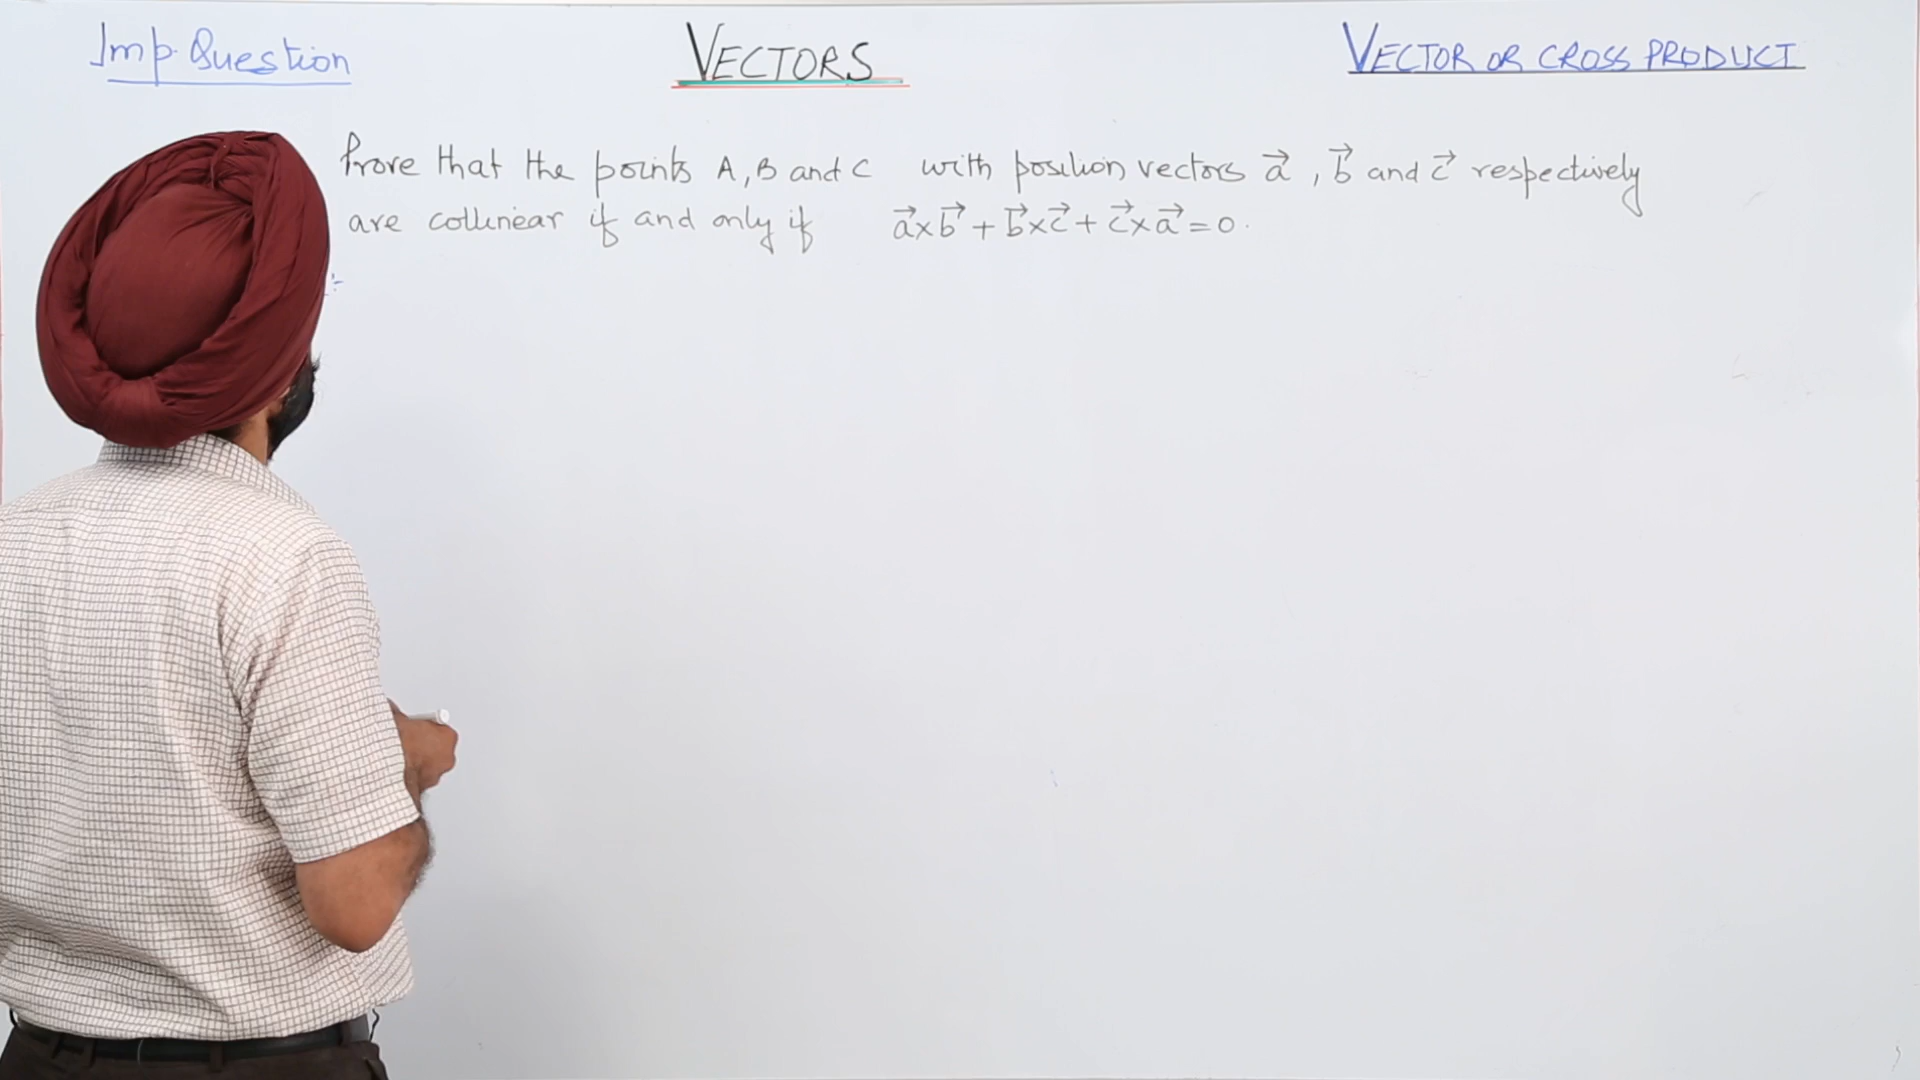 Imp. Question
VECTORS
VECTOR OR CROSS PRODUCT
Prove that the points A, B and C with position vectors a⃗ , b⃗ and c⃗ respectively
are collinear if and only if a⃗×b⃗ + b⃗×c⃗ + c⃗×a⃗ = 0.
:-